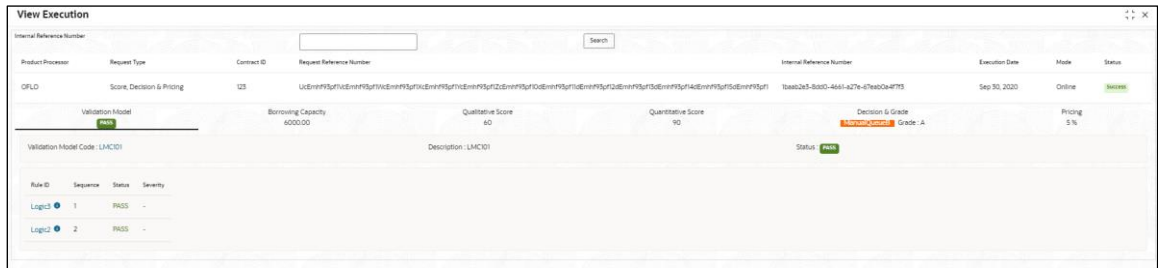 View Execution
Internal Reference Number Search
Product Processor Request Type Contract ID Request Reference Number Internal Reference Number Execution Date Mode Status
OFLO Score, Decision & Pricing 123 Sep 30, 2020 Online SUCCESS
Validation Model Borrowing Capacity Qualitative Score Quantitative Score Decision & Grade Pricing
PASS 6000.00 60 90 ManualQueueB Grade : A 5 %
Validation Model Code : LMC101 Description : LMC101 Status : PASS
Rule ID Sequence Status Severity
Logic3 1 PASS -
Logic2 2 PASS -